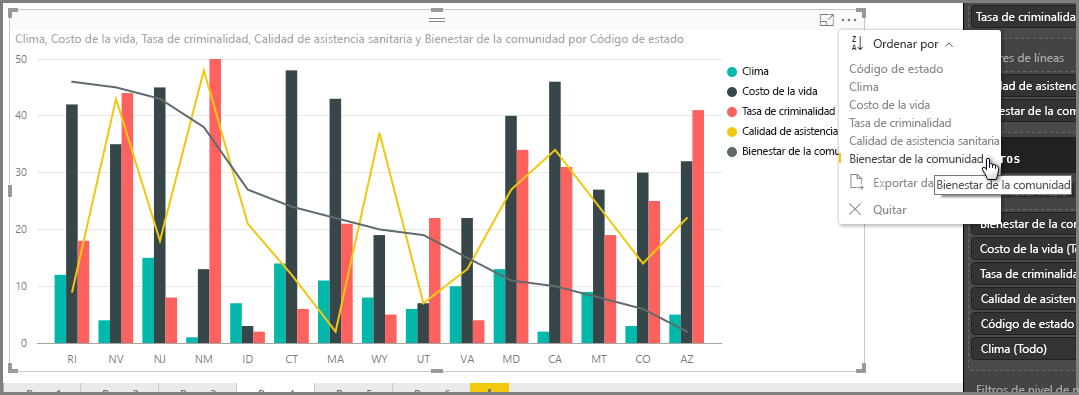 Clima, Costo de la vida, Tasa de criminalidad, Calidad de asistencia sanitaria y Bienestar de la comunidad por Código de estado
50
40
30
20
10
0
RI NV NJ NM ID CT MA WY UT VA MD CA MT CO AZ
Clima
Costo de la vida
Tasa de criminalidad
Calidad de asistencia
Bienestar de la comu
Ordenar por
Código de estado
Clima
Costo de la vida
Tasa de criminalidad
Calidad de asistencia sanitaria
Bienestar de la comunidad
Exportar da
Bienestar de la comunidad
Quitar
Tasa de criminalida
res de líneas
dad de asistenc
nestar de la com
ROS
Bienestar de la co
Costo de la vida (To
Tasa de criminalida
Calidad de asisten
Código de estado
Clima (Todo)
Filtros de nivel de p